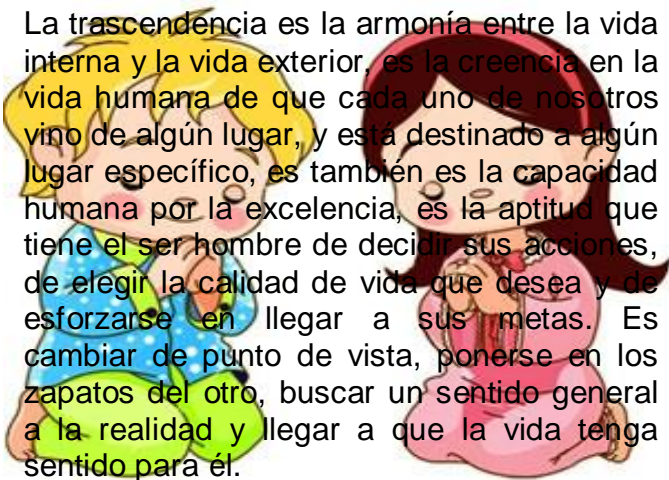 La trascendencia es la armonía entre la vida
interna y la vida exterior, es la creencia en la
vida humana de que cada uno de nosotros
vino de algún lugar, y está destinado a algún
lugar específico, es también es la capacidad
humana por la excelencia, es la aptitud que
tiene el ser hombre de decidir sus acciones,
de elegir la calidad de vida que desea y de
esforzarse en llegar a sus metas. Es
cambiar de punto de vista, ponerse en los
zapatos del otro, buscar un sentido general
a la realidad y llegar a que la vida tenga
sentido para él.